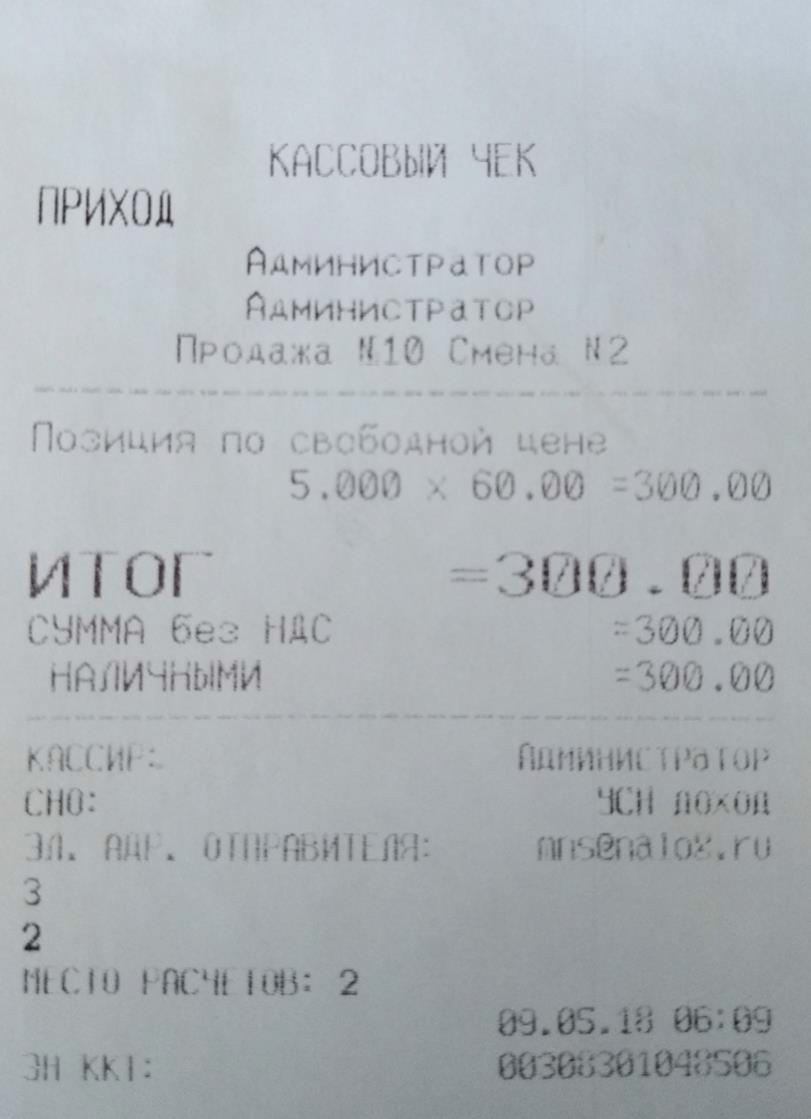 КАССОВЫЙ ЧЕК
ПРИХОД
Администратор
Администратор
Продажа №10 Смена №2
Позиция по свободной цене
5.000 x 60.00 =300.00
ИТОГ =300.00
СУММА без НДС =300.00
НАЛИЧНЫМИ =300.00
КАССИР: Администратор
СНО: УСН доход
ЭЛ. АДР. ОТПРАВИТЕЛЯ: mns@nalog.ru
3
2
МЕСТО РАСЧЕТОВ: 2
09.05.18 06:09
ЗН ККТ: 00308301048506